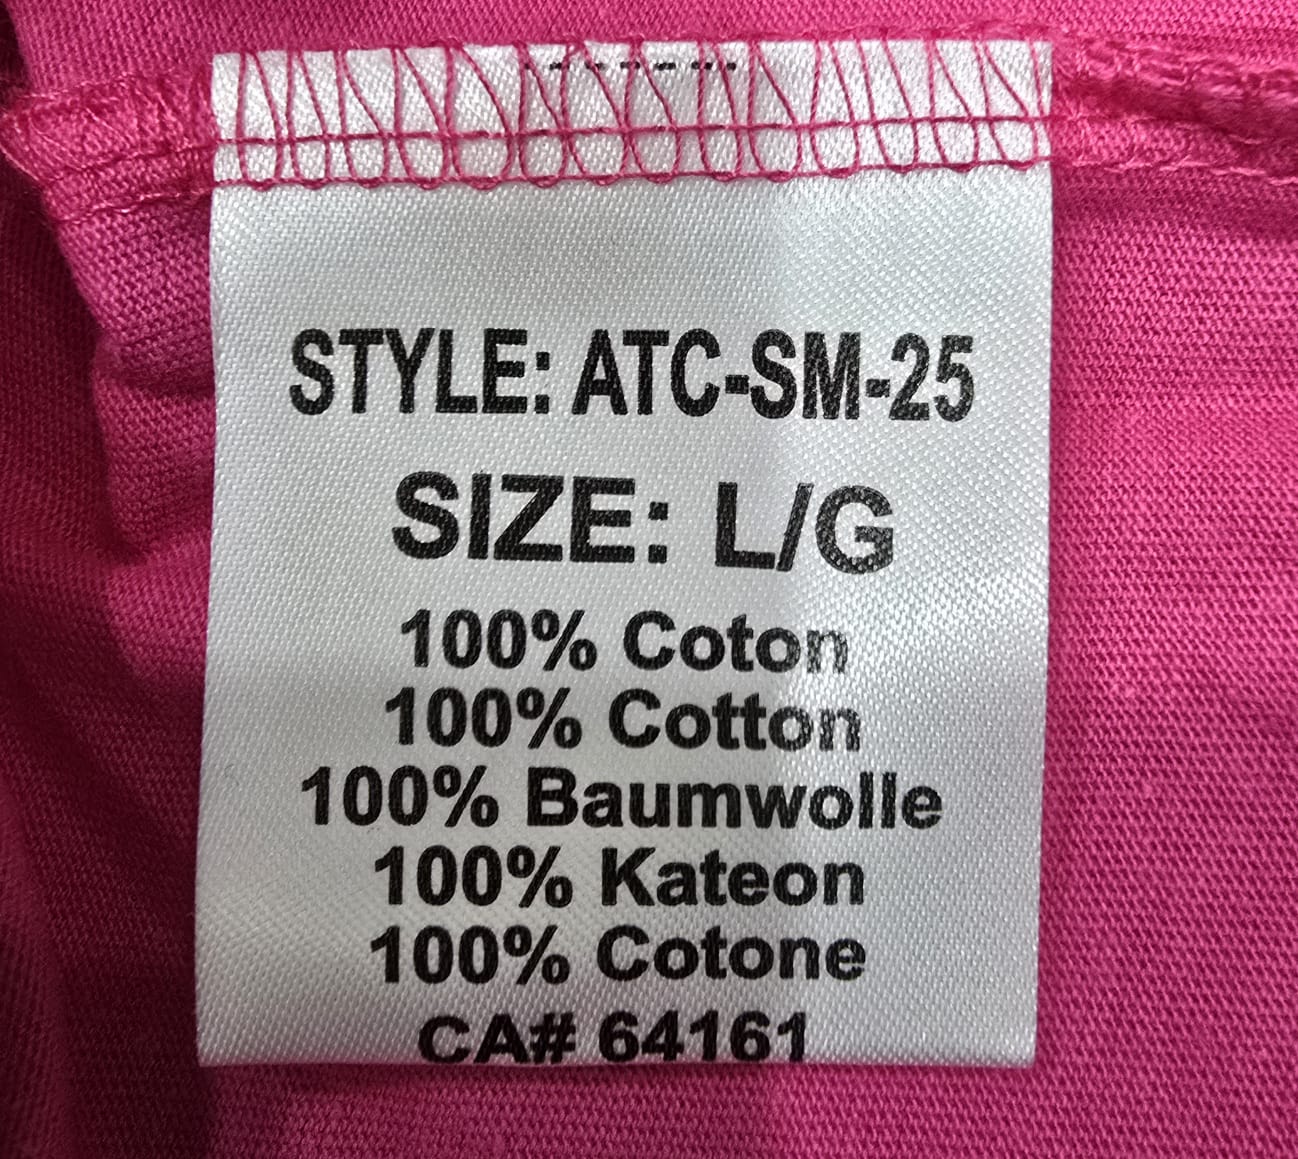 STYLE: ATC-SM-25
SIZE: L/G
100% Coton
100% Cotton
100% Baumwolle
100% Kateon
100% Cotone
CA# 64161